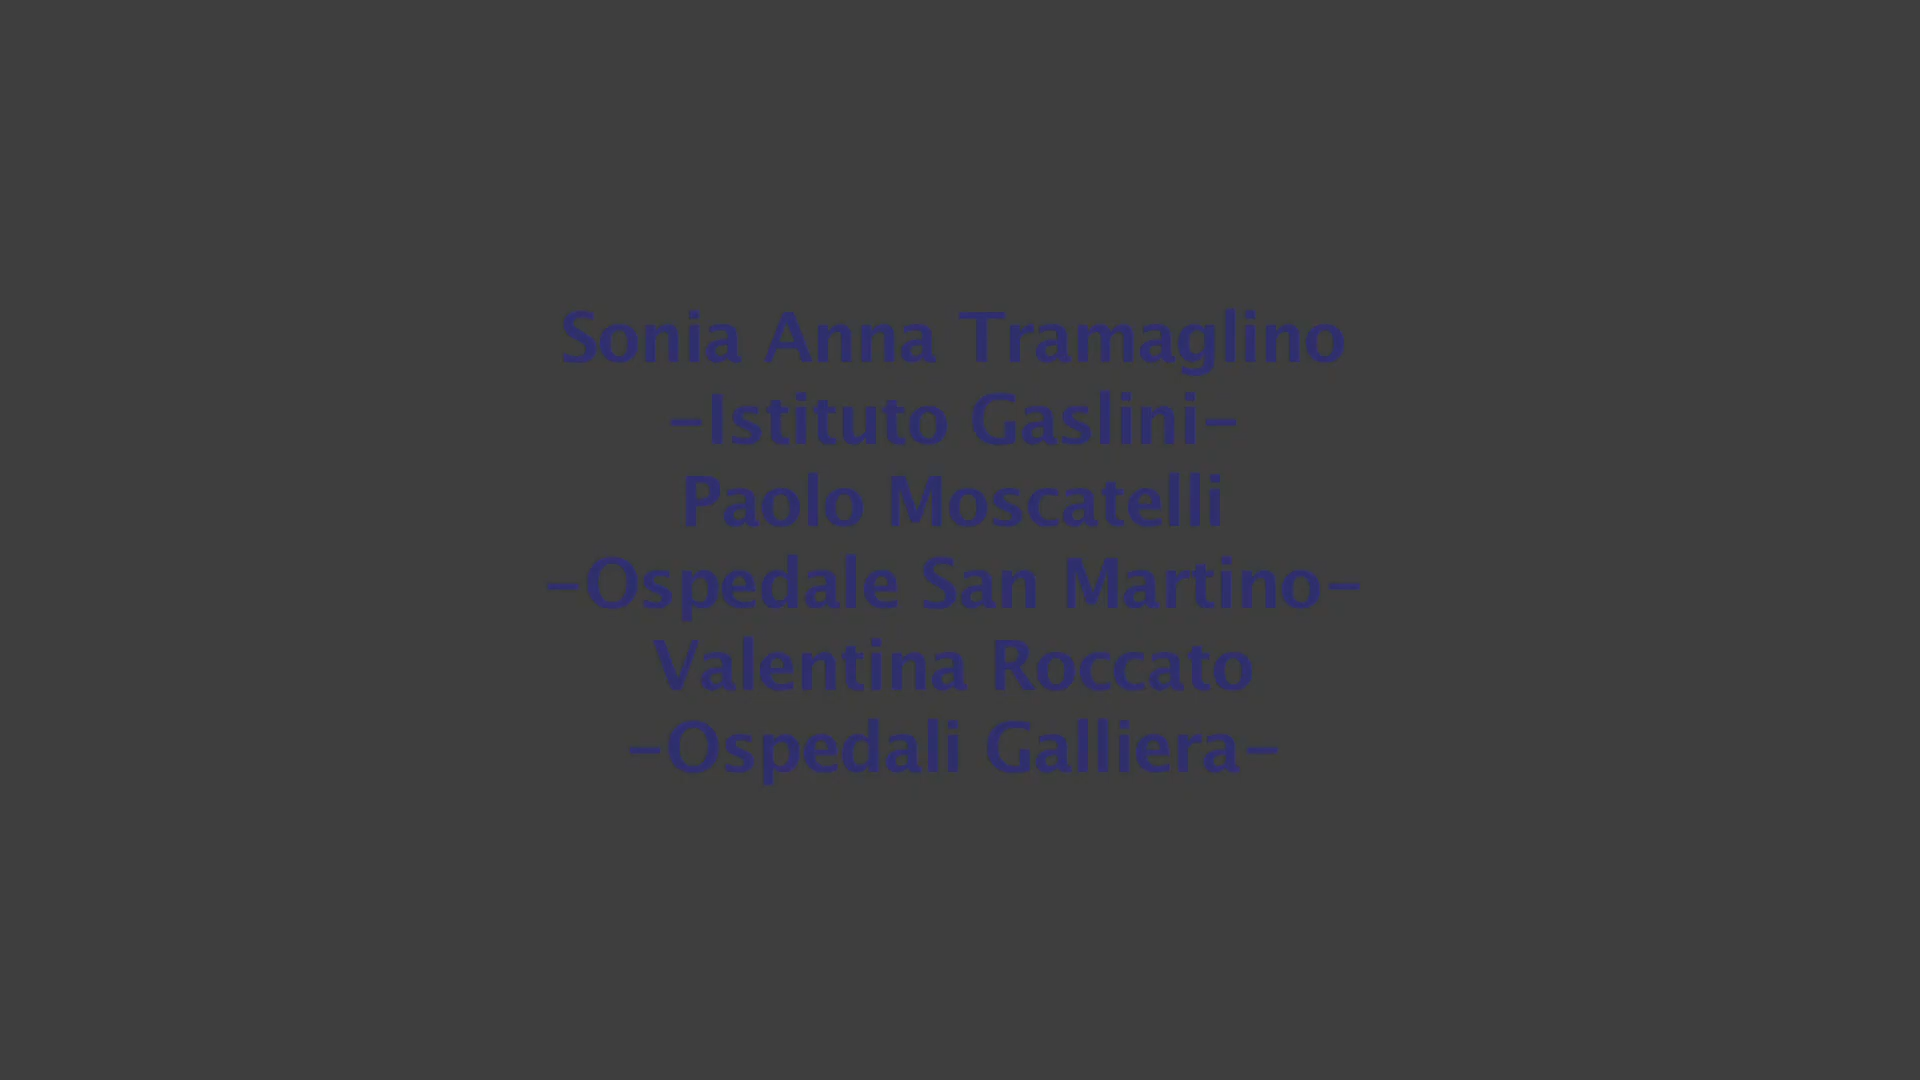 Sonia Anna Tramaglino
-Istituto Gaslini-
Paolo Moscatelli
-Ospedale San Martino-
Valentina Roccato
-Ospedali Galliera-